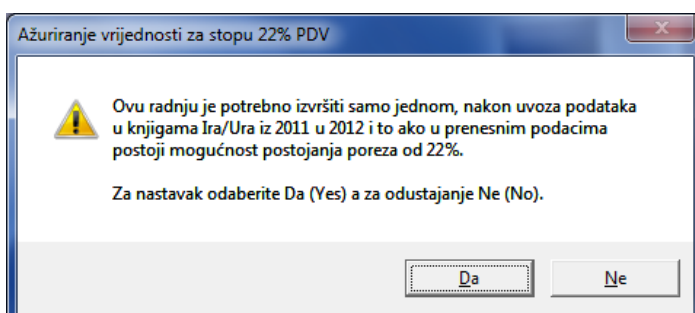 Ažuriranje vrijednosti za stopu 22% PDV
Ovu radnju je potrebno izvršiti samo jednom, nakon uvoza podataka
u knjigama Ira/Ura iz 2011 u 2012 i to ako u prenesnim podacima
postoji mogućnost postojanja poreza od 22%.
Za nastavak odaberite Da (Yes) a za odustajanje Ne (No).
Da
Ne